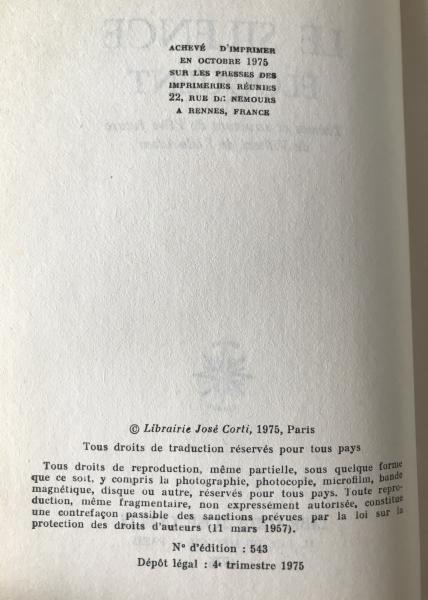 ACHEVÉ D'IMPRIMER
EN OCTOBRE 1975
SUR LES PRESSES DES
IMPRIMERIES RÉUNIES
22, RUE DE NEMOURS
A RENNES, FRANCE
© Librairie José Corti, 1975, Paris
Tous droits de traduction réservés pour tous pays
Tous droits de reproduction, même partielle, sous quelque forme
que ce soit, y compris la photographie, photocopie, microfilm, bande
magnétique, disque ou autre, réservés pour tous pays. Toute repro-
duction, même fragmentaire, non expressément autorisée, constitue
une contrefaçon passible des sanctions prévues par la loi sur la
protection des droits d'auteurs (11 mars 1957).
N° d'édition : 543
Dépôt légal : 4e trimestre 1975